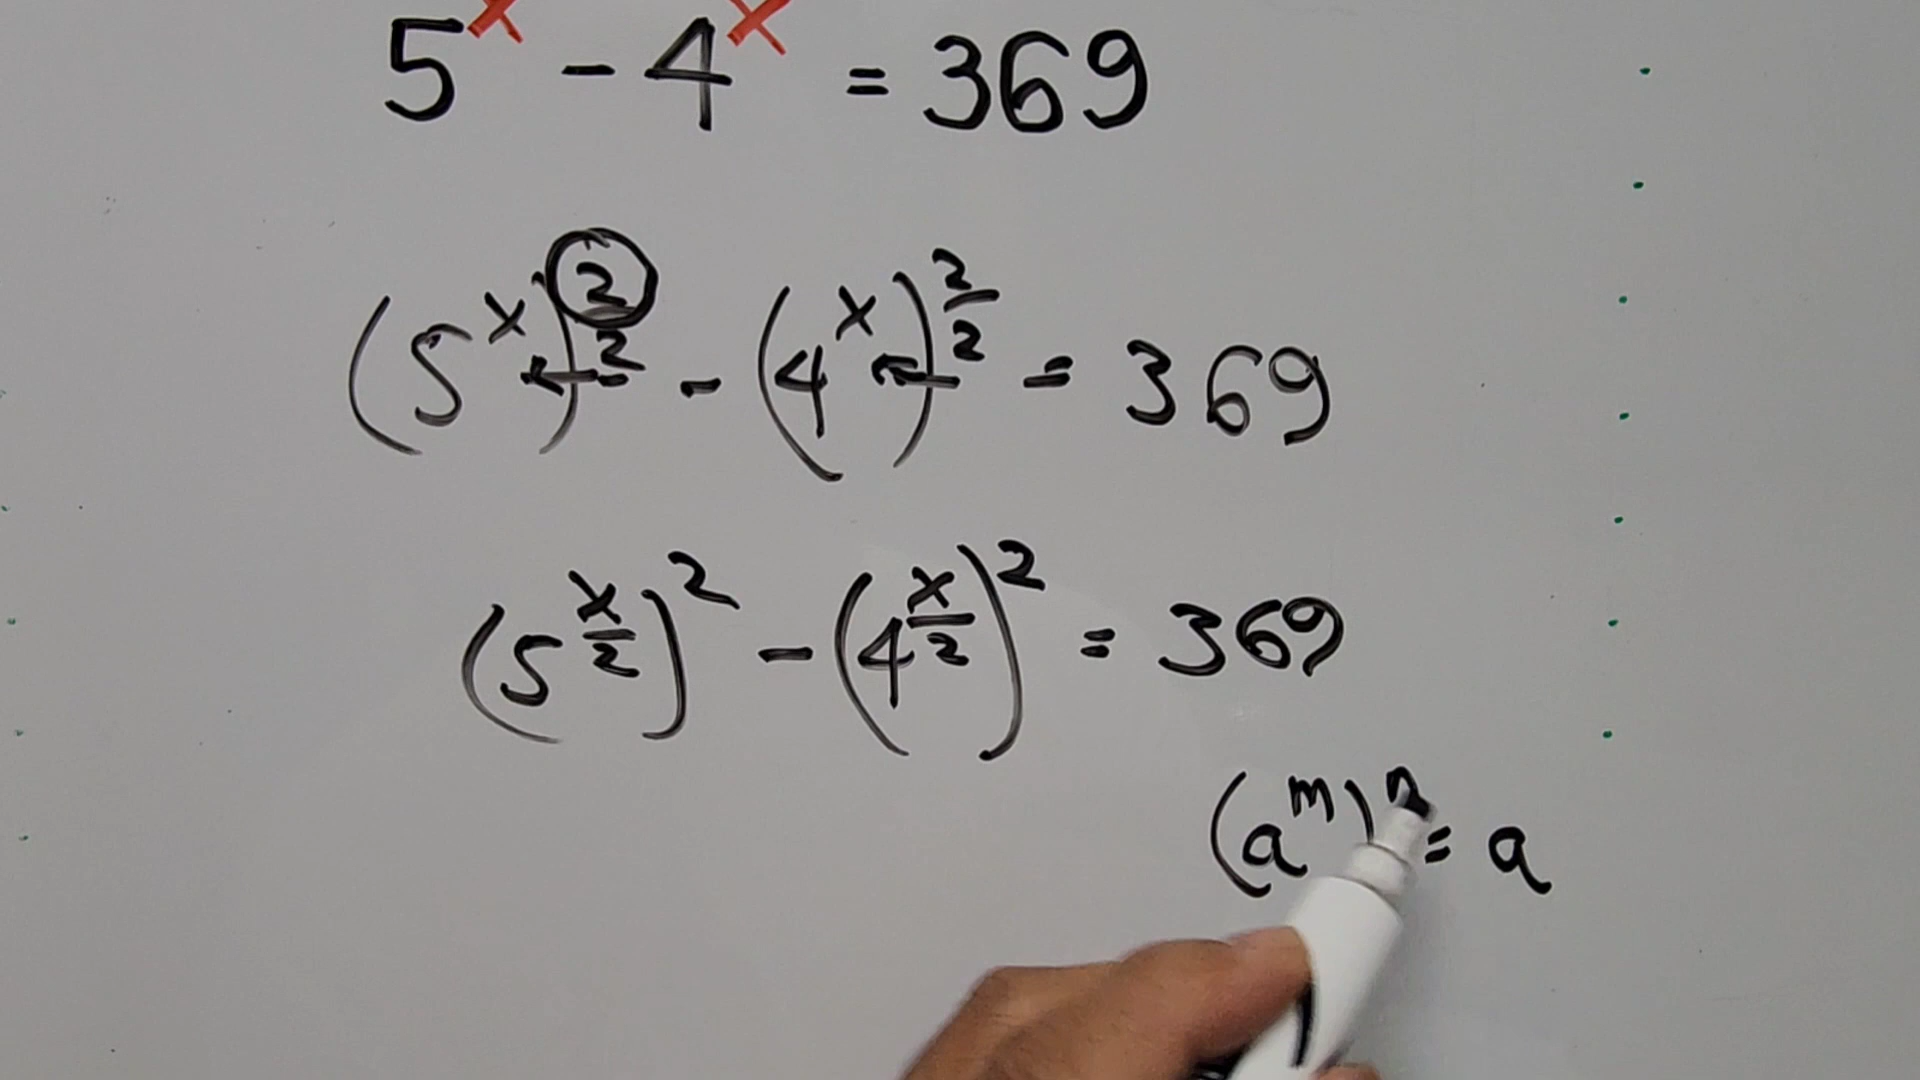 5^x - 4^x = 369
(5^x)^(2/2) - (4^x)^(2/2) = 369
(5^(x/2))^2 - (4^(x/2))^2 = 369
(a^m)^n = a